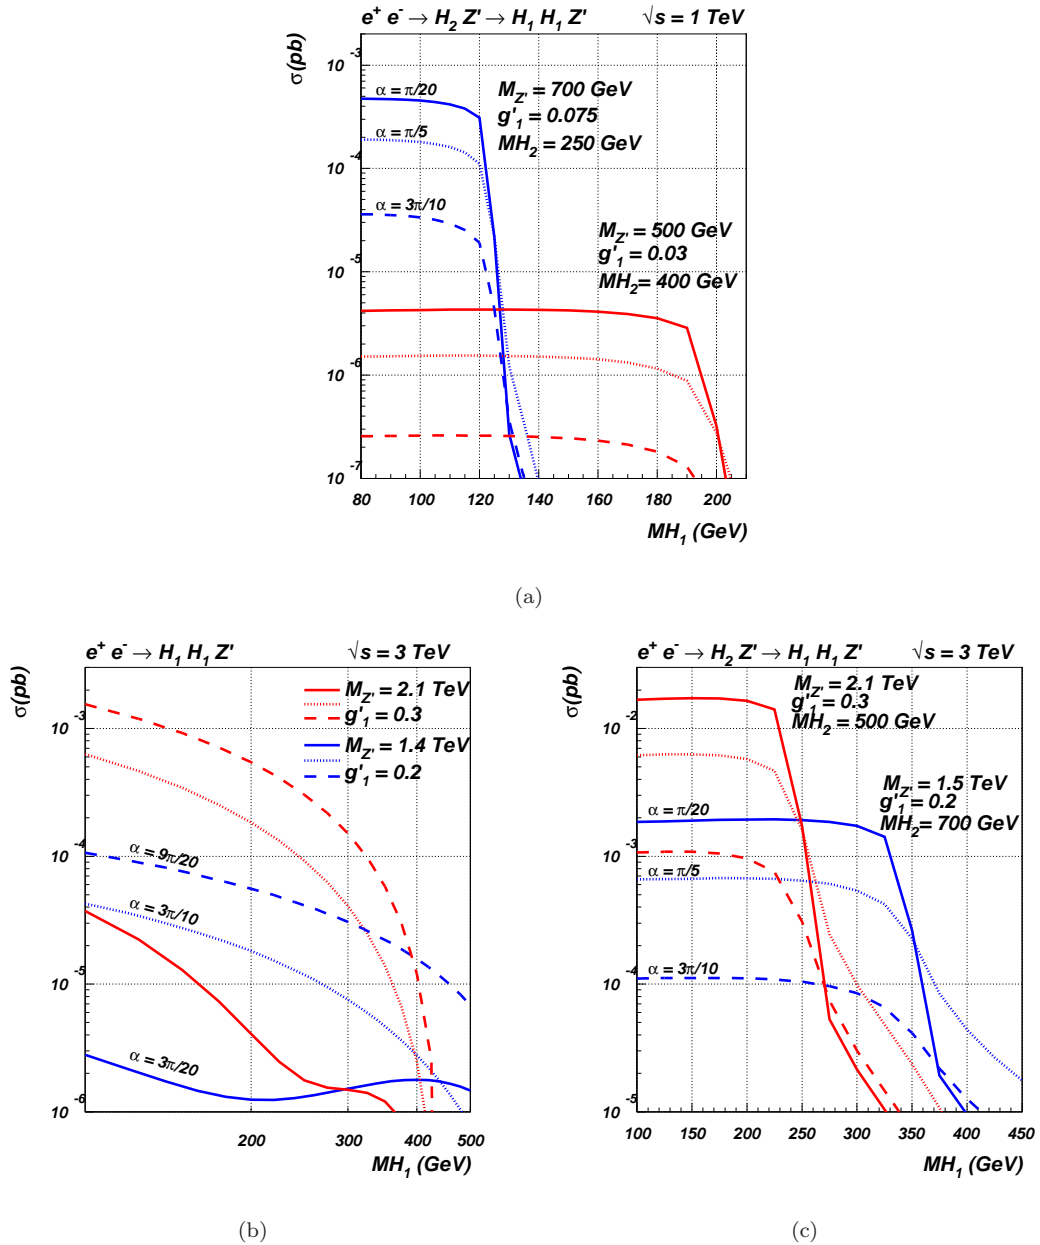 e⁺ e⁻ → H₂ Z' → H₁ H₁ Z' √s = 1 TeV
σ(pb)
10⁻³
α = π/20
M_Z' = 700 GeV
g'₁ = 0.075
α = π/5
MH₂ = 250 GeV
10⁻⁴
α = 3π/10
M_Z' = 500 GeV
g'₁ = 0.03
10⁻⁵
MH₂= 400 GeV
10⁻⁶
10⁻⁷
80 100 120 140 160 180 200
MH₁ (GeV)
(a)
e⁺ e⁻ → H₁ H₁ Z' √s = 3 TeV
σ(pb)
M_Z' = 2.1 TeV
10⁻³
g'₁ = 0.3
M_Z' = 1.4 TeV
g'₁ = 0.2
10⁻⁴
α = 9π/20
α = 3π/10
10⁻⁵
α = 3π/20
10⁻⁶
200 300 400 500
MH₁ (GeV)
(b)
e⁺ e⁻ → H₂ Z' → H₁ H₁ Z' √s = 3 TeV
σ(pb)
M_Z' = 2.1 TeV
g'₁ = 0.3
10⁻²
MH₂ = 500 GeV
M_Z' = 1.5 TeV
g'₁ = 0.2
α = π/20
MH₂= 700 GeV
10⁻³
α = π/5
α = 3π/10
10⁻⁴
10⁻⁵
100 150 200 250 300 350 400 450
MH₁ (GeV)
(c)